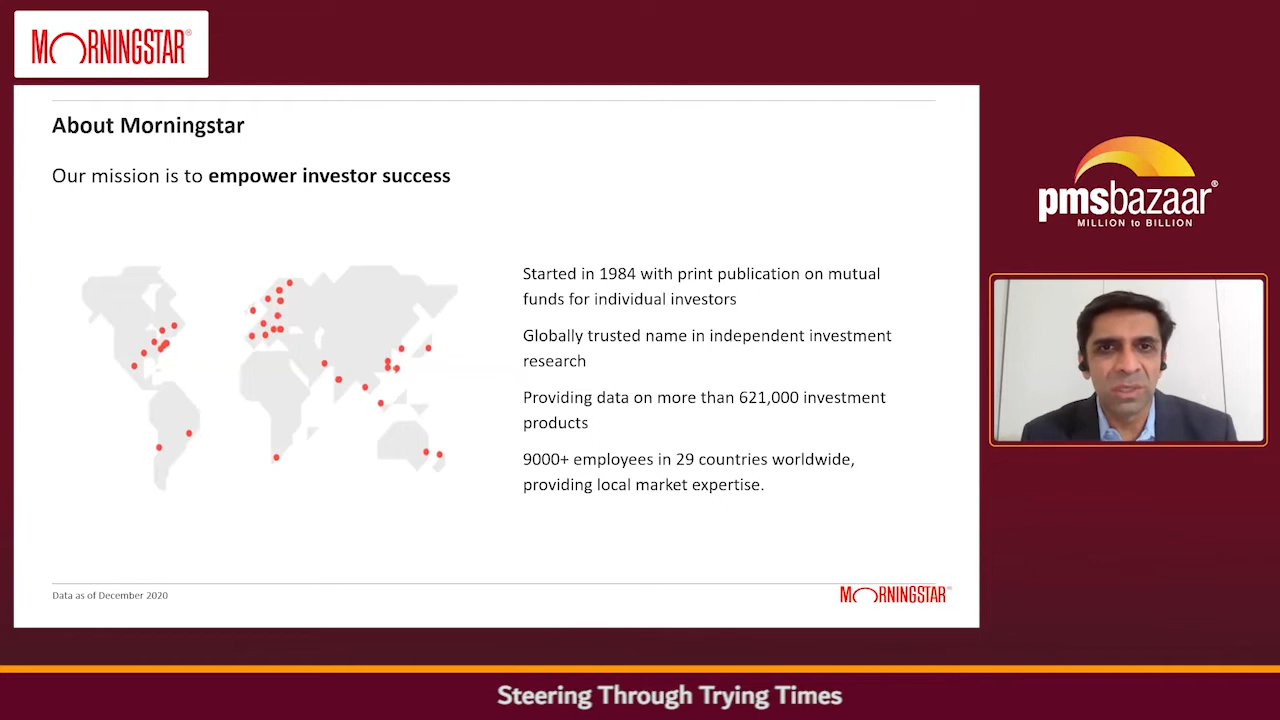 MORNINGSTAR®
About Morningstar
Our mission is to empower investor success
Started in 1984 with print publication on mutual
funds for individual investors
Globally trusted name in independent investment
research
Providing data on more than 621,000 investment
products
9000+ employees in 29 countries worldwide,
providing local market expertise.
Data as of December 2020
MORNINGSTAR®
pmsbazaar®
MILLION to BILLION
Steering Through Trying Times